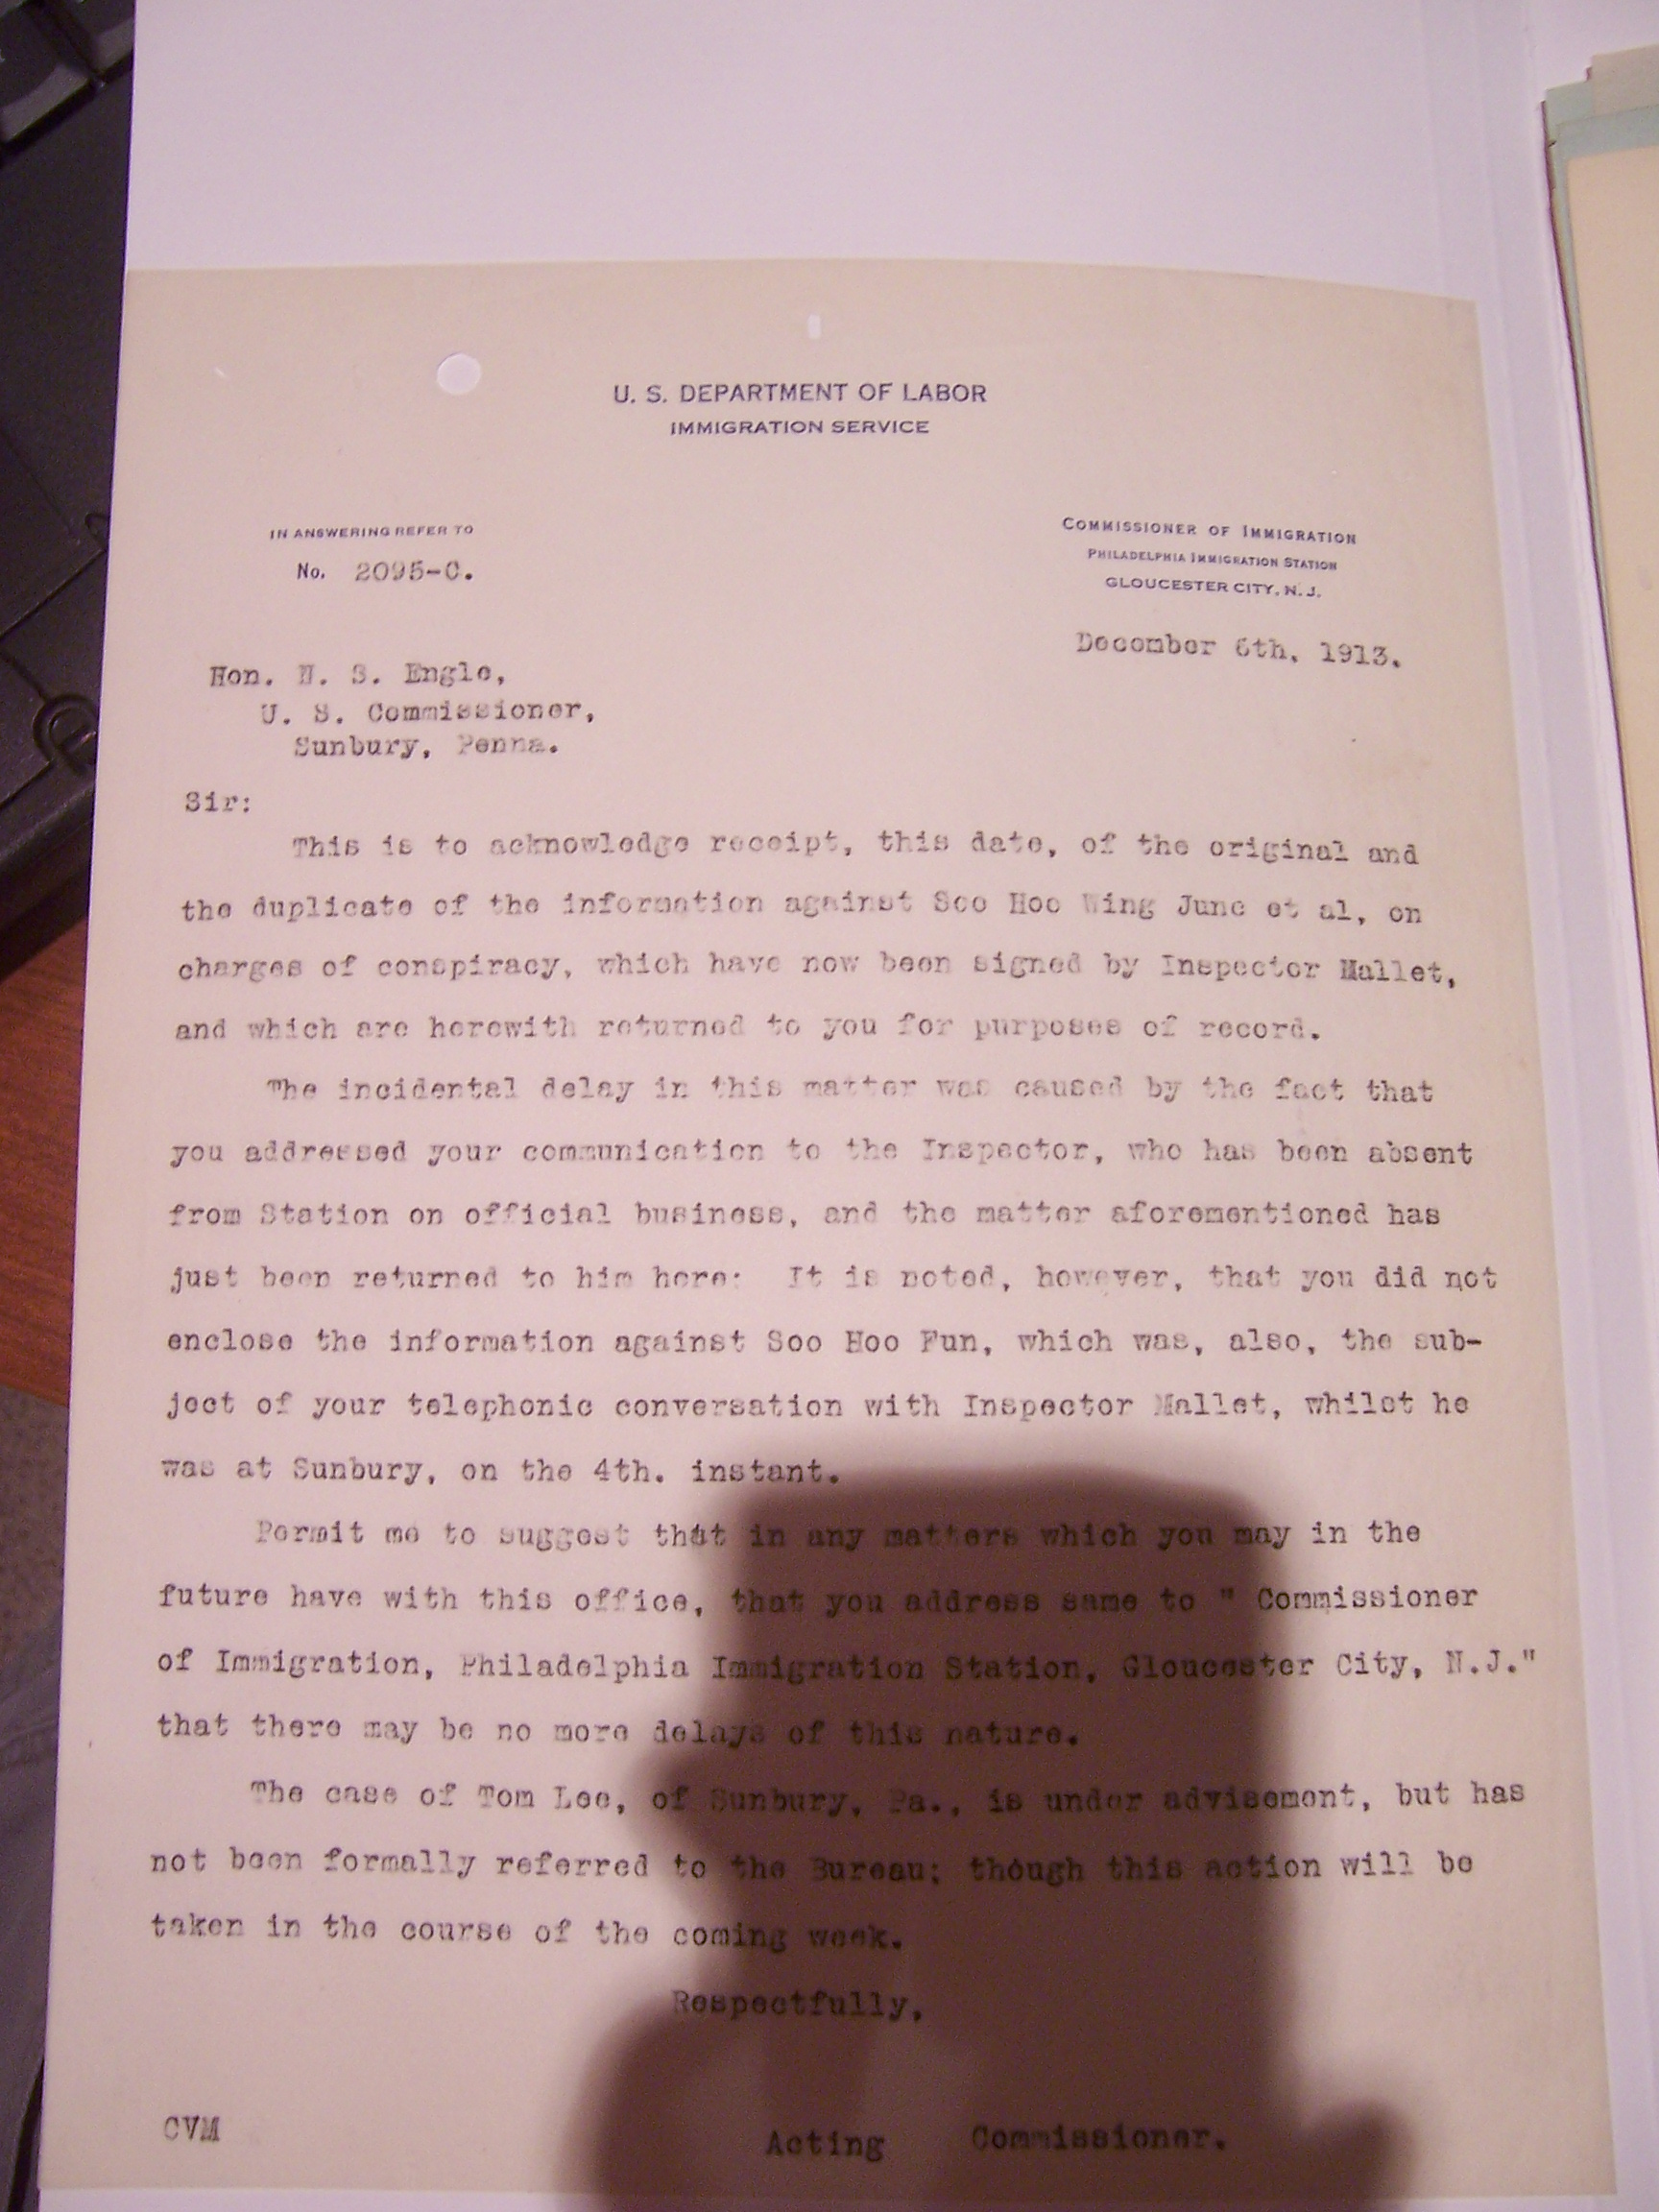 U. S. DEPARTMENT OF LABOR
IMMIGRATION SERVICE
IN ANSWERING REFER TO
No. 2095-C.
COMMISSIONER OF IMMIGRATION
PHILADELPHIA IMMIGRATION STATION
GLOUCESTER CITY, N. J.
December 6th, 1913.
Hon. S. Engle,
U. S. Commissioner,
Sunbury, Penna.
Sir:
This is to acknowledge receipt, this date, of the original and
the duplicate of the information against Soo Hoo Wing June et al, on
charges of conspiracy, which have now been signed by Inspector Mallet,
and which are herewith returned to you for purposes of record.
The incidental delay in this matter was caused by the fact that
you addressed your communication to the Inspector, who has been absent
from Station on official business, and the matter aforementioned has
just been returned to him here: It is noted, however, that you did not
enclose the information against Soo Hoo Fun, which was, also, the sub-
ject of your telephonic conversation with Inspector Mallet, whilst he
was at Sunbury, on the 4th. instant.
Permit me to suggest that in any matters which you may in the
future have with this office, that you address same to " Commissioner
of Immigration, Philadelphia Immigration Station, Gloucester City, N.J."
that there may be no more delays of this nature.
The case of Tom Lee, of Sunbury, Pa., is under advisement, but has
not been formally referred to the Bureau; though this action will be
taken in the course of the coming week.
Respectfully,
CVM
Acting Commissioner.